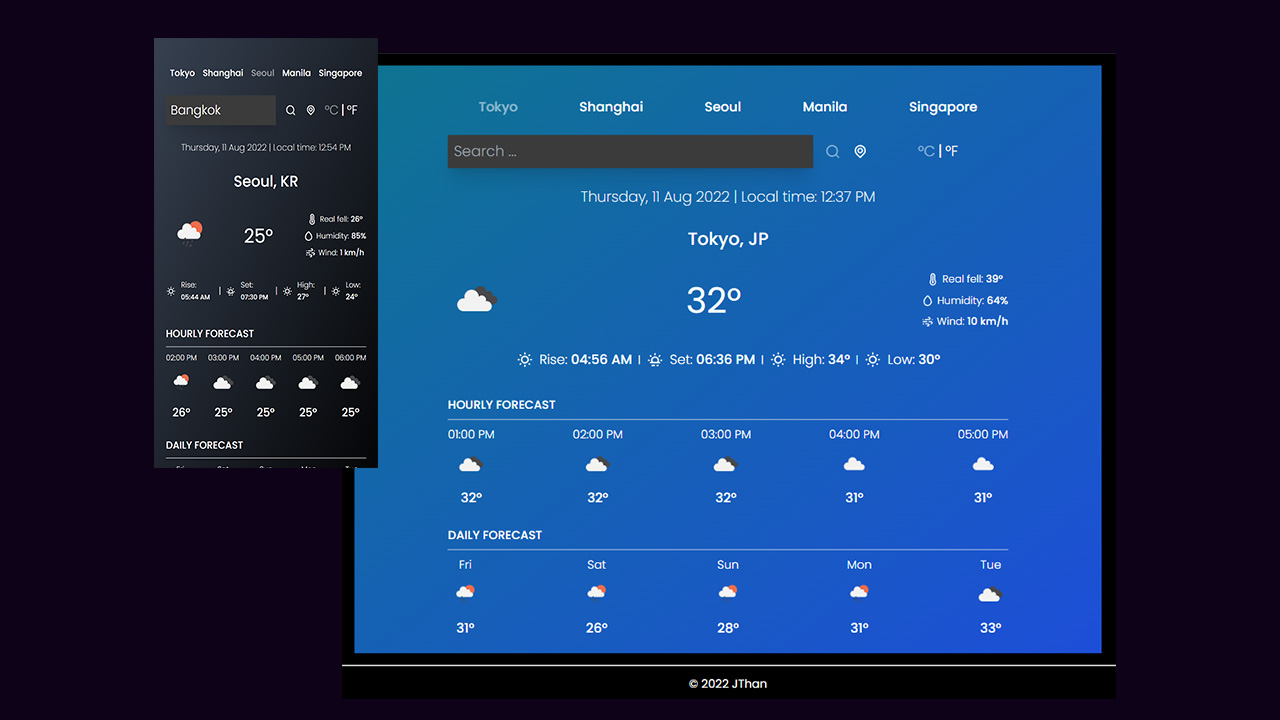 Tokyo Shanghai Seoul Manila Singapore
Bangkok °C | °F
Thursday, 11 Aug 2022 | Local time: 12:54 PM
Seoul, KR
25°
Real fell: 26°
Humidity: 85%
Wind: 1 km/h
Rise: 05:44 AM | Set: 07:30 PM | High: 27° | Low: 24°
HOURLY FORECAST
02:00 PM 03:00 PM 04:00 PM 05:00 PM 06:00 PM
26° 25° 25° 25° 25°
DAILY FORECAST
Tokyo Shanghai Seoul Manila Singapore
Search ... °C | °F
Thursday, 11 Aug 2022 | Local time: 12:37 PM
Tokyo, JP
32°
Real fell: 39°
Humidity: 64%
Wind: 10 km/h
Rise: 04:56 AM | Set: 06:36 PM | High: 34° | Low: 30°
HOURLY FORECAST
01:00 PM 02:00 PM 03:00 PM 04:00 PM 05:00 PM
32° 32° 32° 31° 31°
DAILY FORECAST
Fri Sat Sun Mon Tue
31° 26° 28° 31° 33°
© 2022 JThan